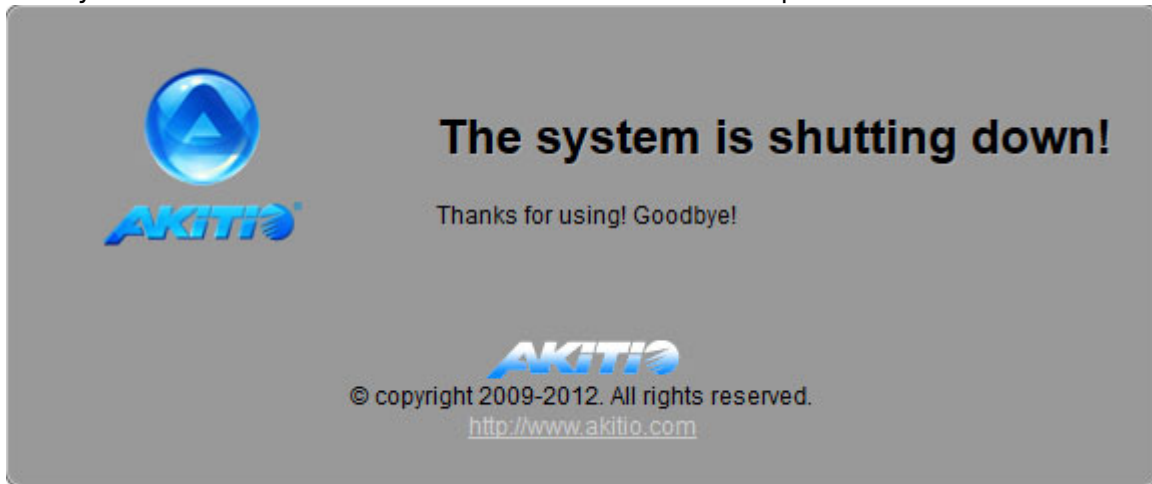 The system is shutting down!
AKiTiO®
Thanks for using! Goodbye!
AKiTiO
© copyright 2009-2012. All rights reserved.
http://www.akitio.com